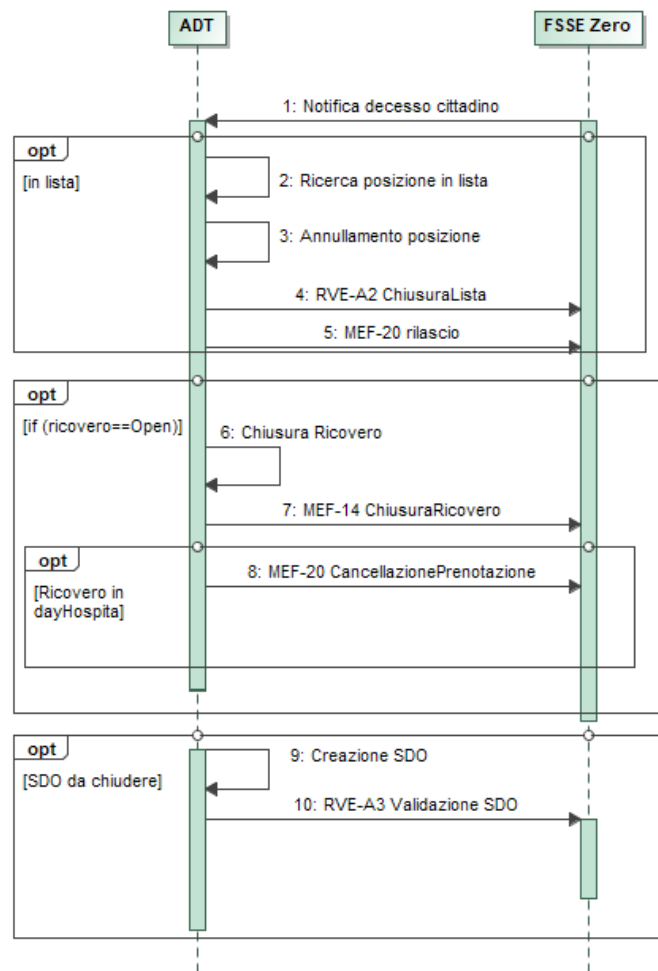 ADT
FSSE Zero
1: Notifica decesso cittadino
opt
[in lista]
2: Ricerca posizione in lista
3: Annullamento posizione
4: RVE-A2 ChiusuraLista
5: MEF-20 rilascio
opt
[if (ricovero==Open)]
6: Chiusura Ricovero
7: MEF-14 ChiusuraRicovero
opt
8: MEF-20 CancellazionePrenotazione
[Ricovero in
dayHospita]
opt
9: Creazione SDO
[SDO da chiudere]
10: RVE-A3 Validazione SDO